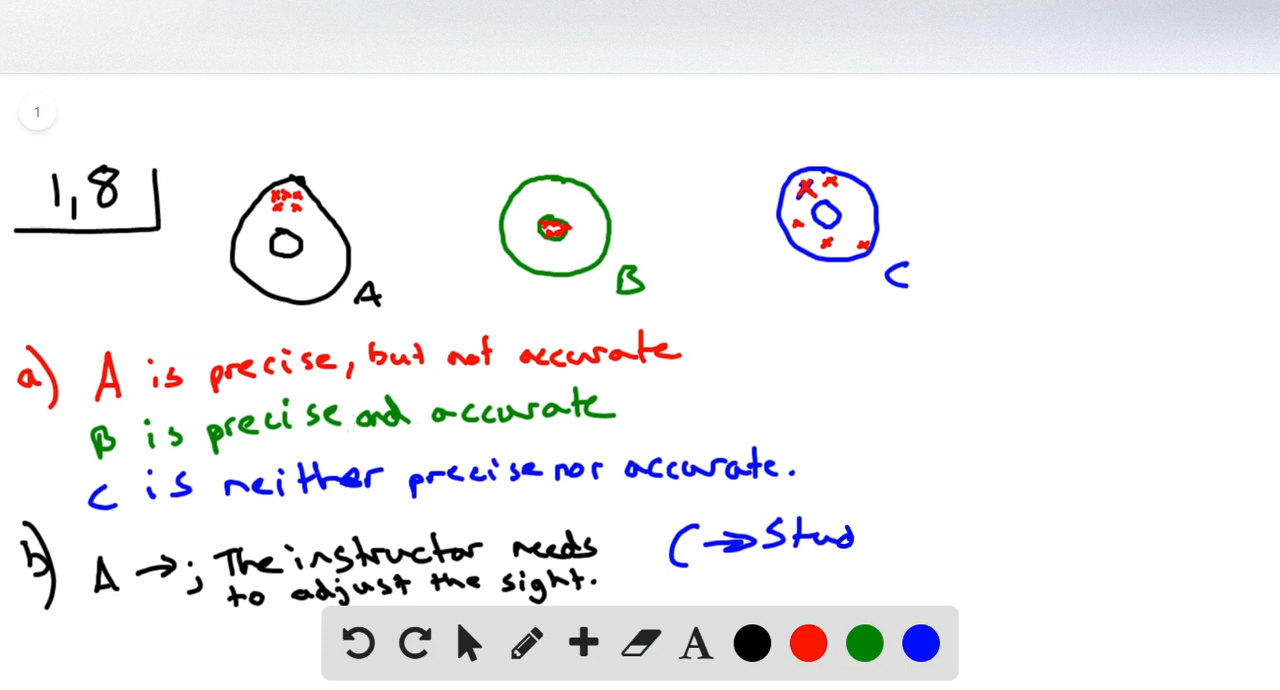 1
1,8
A
B
C
a) A is precise, but not accurate
B is precise and accurate
C is neither precise nor accurate.
b) A → ; The instructor needs
to adjust the sight.
C → Stud
A